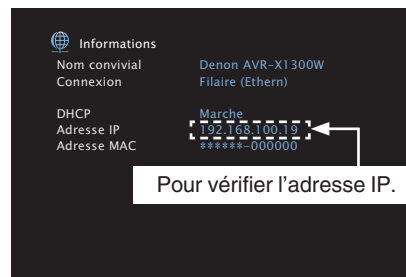 Informations
Nom convivial Denon AVR-X1300W
Connexion Filaire (Ethern)
DHCP Marche
Adresse IP 192.168.100.19
Adresse MAC ******-000000
Pour vérifier l’adresse IP.